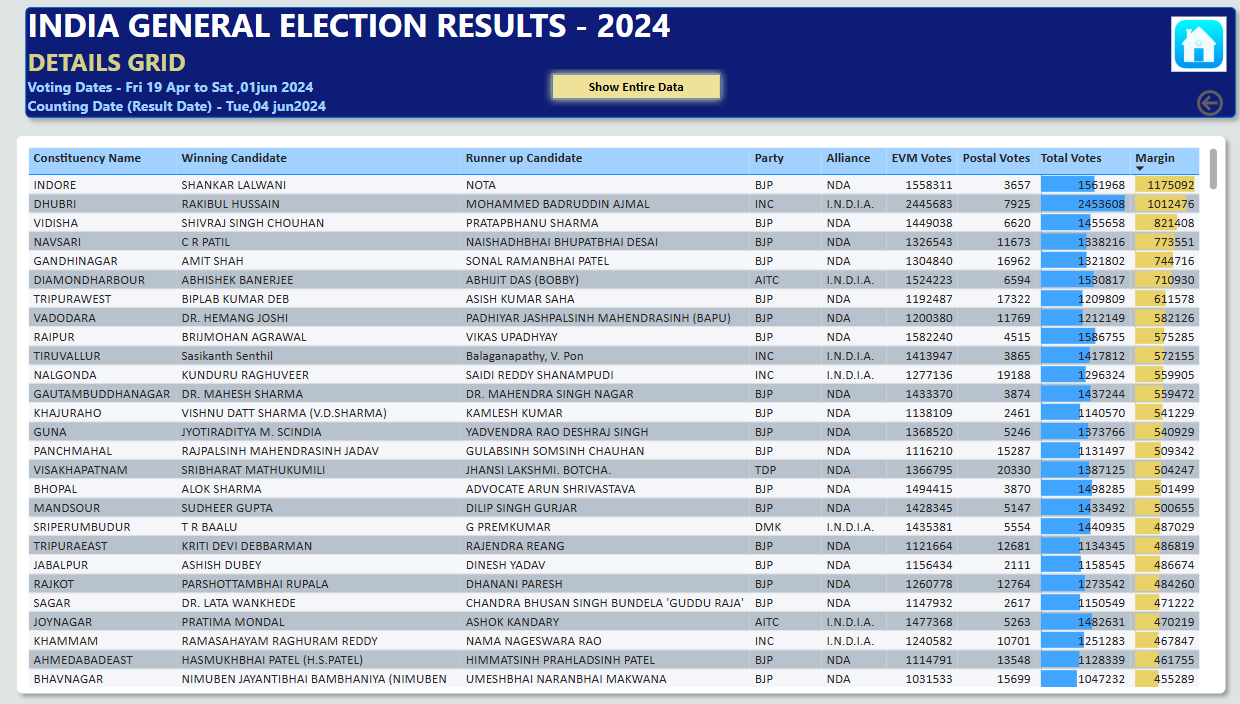 INDIA GENERAL ELECTION RESULTS - 2024
DETAILS GRID
Voting Dates - Fri 19 Apr to Sat ,01jun 2024
Show Entire Data
Counting Date (Result Date) - Tue,04 jun2024
Constituency Name Winning Candidate Runner up Candidate Party Alliance EVM Votes Postal Votes Total Votes Margin
INDORE SHANKAR LALWANI NOTA BJP NDA 1558311 3657 1561968 1175092
DHUBRI RAKIBUL HUSSAIN MOHAMMED BADRUDDIN AJMAL INC I.N.D.I.A. 2445683 7925 2453608 1012476
VIDISHA SHIVRAJ SINGH CHOUHAN PRATAPBHANU SHARMA BJP NDA 1449038 6620 1455658 821408
NAVSARI C R PATIL NAISHADHBHAI BHUPATBHAI DESAI BJP NDA 1326543 11673 1338216 773551
GANDHINAGAR AMIT SHAH SONAL RAMANBHAI PATEL BJP NDA 1304840 16962 1321802 744716
DIAMONDHARBOUR ABHISHEK BANERJEE ABHIJIT DAS (BOBBY) AITC I.N.D.I.A. 1524223 6594 1530817 710930
TRIPURAWEST BIPLAB KUMAR DEB ASISH KUMAR SAHA BJP NDA 1192487 17322 1209809 611578
VADODARA DR. HEMANG JOSHI PADHIYAR JASHPALSINH MAHENDRASINH (BAPU) BJP NDA 1200380 11769 1212149 582126
RAIPUR BRIJMOHAN AGRAWAL VIKAS UPADHYAY BJP NDA 1582240 4515 1586755 575285
TIRUVALLUR Sasikanth Senthil Balaganapathy, V. Pon INC I.N.D.I.A. 1413947 3865 1417812 572155
NALGONDA KUNDURU RAGHUVEER SAIDI REDDY SHANAMPUDI INC I.N.D.I.A. 1277136 19188 1296324 559905
GAUTAMBUDDHANAGAR DR. MAHESH SHARMA DR. MAHENDRA SINGH NAGAR BJP NDA 1433370 3874 1437244 559472
KHAJURAHO VISHNU DATT SHARMA (V.D.SHARMA) KAMLESH KUMAR BJP NDA 1138109 2461 1140570 541229
GUNA JYOTIRADITYA M. SCINDIA YADVENDRA RAO DESHRAJ SINGH BJP NDA 1368520 5246 1373766 540929
PANCHMAHAL RAJPALSINH MAHENDRASINH JADAV GULABSINH SOMSINH CHAUHAN BJP NDA 1116210 15287 1131497 509342
VISAKHAPATNAM SRIBHARAT MATHUKUMILI JHANSI LAKSHMI. BOTCHA. TDP NDA 1366795 20330 1387125 504247
BHOPAL ALOK SHARMA ADVOCATE ARUN SHRIVASTAVA BJP NDA 1494415 3870 1498285 501499
MANDSOUR SUDHEER GUPTA DILIP SINGH GURJAR BJP NDA 1428345 5147 1433492 500655
SRIPERUMBUDUR T R BAALU G PREMKUMAR DMK I.N.D.I.A. 1435381 5554 1440935 487029
TRIPURAEAST KRITI DEVI DEBBARMAN RAJENDRA REANG BJP NDA 1121664 12681 1134345 486819
JABALPUR ASHISH DUBEY DINESH YADAV BJP NDA 1156434 2111 1158545 486674
RAJKOT PARSHOTTAMBHAI RUPALA DHANANI PARESH BJP NDA 1260778 12764 1273542 484260
SAGAR DR. LATA WANKHEDE CHANDRA BHUSAN SINGH BUNDELA 'GUDDU RAJA' BJP NDA 1147932 2617 1150549 471222
JOYNAGAR PRATIMA MONDAL ASHOK KANDARY AITC I.N.D.I.A. 1477368 5263 1482631 470219
KHAMMAM RAMASAHAYAM RAGHURAM REDDY NAMA NAGESWARA RAO INC I.N.D.I.A. 1240582 10701 1251283 467847
AHMEDABADEAST HASMUKHBHAI PATEL (H.S.PATEL) HIMMATSINH PRAHLADSINH PATEL BJP NDA 1114791 13548 1128339 461755
BHAVNAGAR NIMUBEN JAYANTIBHAI BAMBHANIYA (NIMUBEN UMESHBHAI NARANBHAI MAKWANA BJP NDA 1031533 15699 1047232 455289